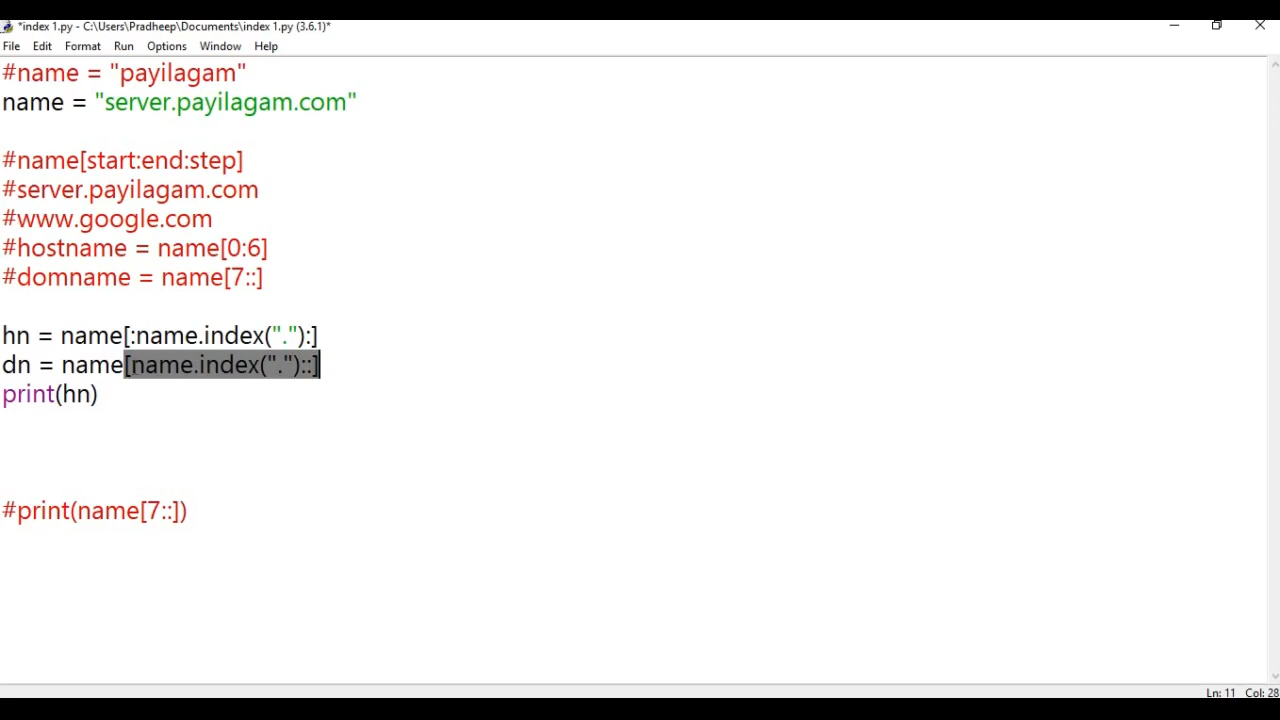 *index 1.py - C:\Users\Pradheep\Documents\index 1.py (3.6.1)*
File Edit Format Run Options Window Help
#name = "payilagam"
name = "server.payilagam.com"
#name[start:end:step]
#server.payilagam.com
#www.google.com
#hostname = name[0:6]
#domname = name[7::]
hn = name[:name.index("."):]
dn = name[name.index(".")::]
print(hn)
#print(name[7::])
Ln: 11 Col: 28